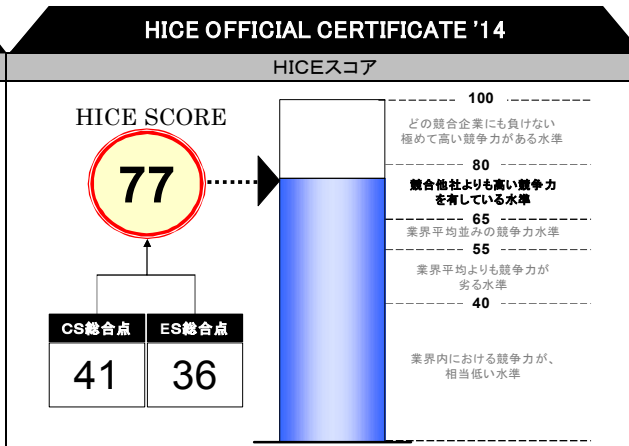 HICE OFFICIAL CERTIFICATE '14
HICEスコア
HICE SCORE
77
CS総合点
ES総合点
41
36
100
どの競合企業にも負けない
極めて高い競争力がある水準
80
競合他社よりも高い競争力
を有している水準
65
業界平均並みの競争力水準
55
業界平均よりも競争力が
劣る水準
40
業界内における競争力が、
相当低い水準